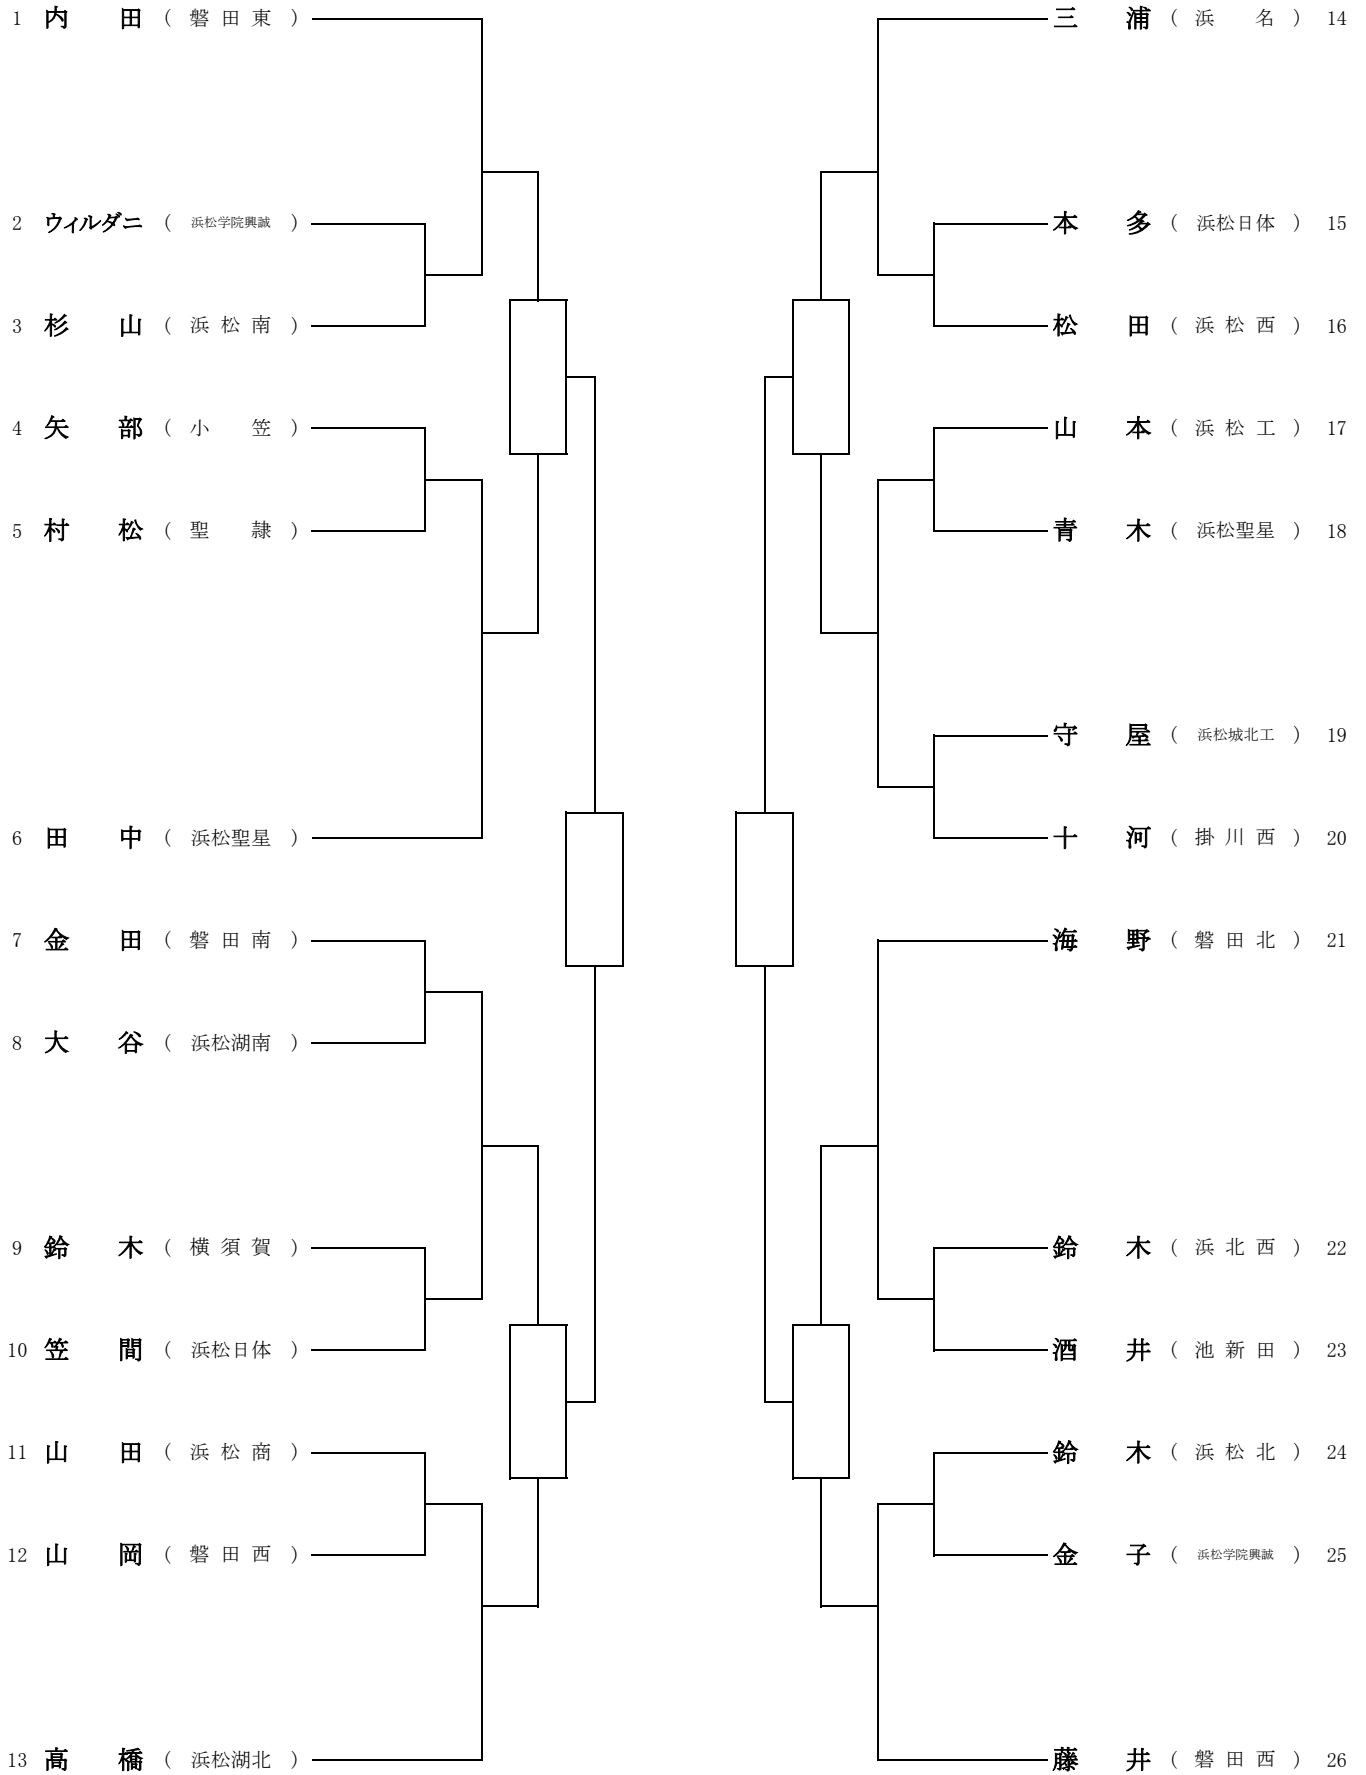 1 内田 (磐田東)
2 ウィルダニ (浜松学院興誠)
3 杉山 (浜松南)
4 矢部 (小笠)
5 村松 (聖隷)
6 田中 (浜松聖星)
7 金田 (磐田南)
8 大谷 (浜松湖南)
9 鈴木 (横須賀)
10 笠間 (浜松日体)
11 山田 (浜松商)
12 山岡 (磐田西)
13 髙橋 (浜松湖北)
三浦 (浜名) 14
本多 (浜松日体) 15
松田 (浜松西) 16
山本 (浜松工) 17
青木 (浜松聖星) 18
守屋 (浜松城北工) 19
十河 (掛川西) 20
海野 (磐田北) 21
鈴木 (浜北西) 22
酒井 (池新田) 23
鈴木 (浜松北) 24
金子 (浜松学院興誠) 25
藤井 (磐田西) 26